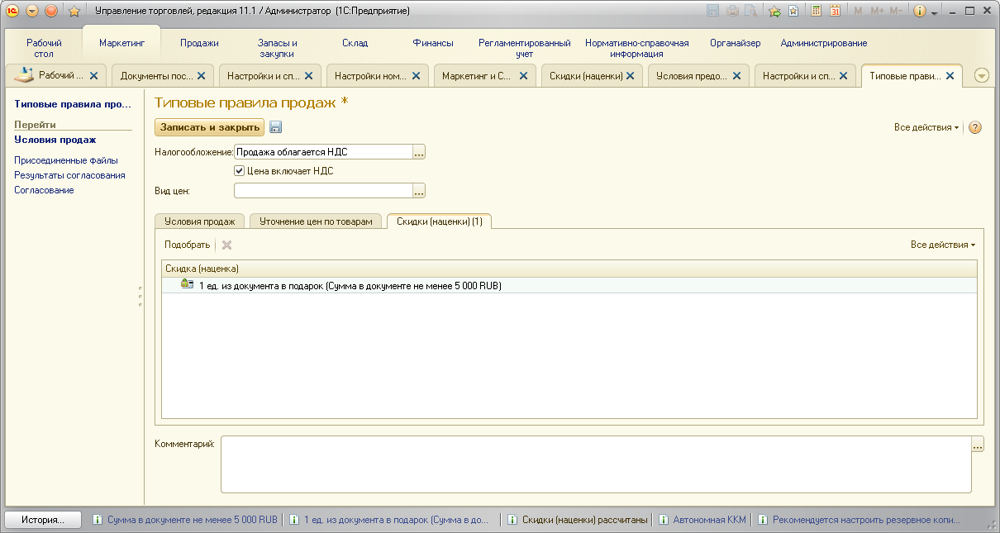 Управление торговлей, редакция 11.1 / Администратор (1С:Предприятие)
M M+ M-
Рабочий стол
Маркетинг
Продажи
Запасы и закупки
Склад
Финансы
Регламентированный учет
Нормативно-справочная информация
Органайзер
Администрирование
Рабочий ...
Документы пос...
Настройки и сп...
Настройки ном...
Маркетинг и С...
Скидки (наценки)
Условия предо...
Настройки и сп...
Типовые прави...
Типовые правила про...
Перейти
Условия продаж
Присоединенные файлы
Результаты согласования
Согласование
Типовые правила продаж *
Записать и закрыть
Все действия
?
Налогообложение:
Продажа облагается НДС
...
Цена включает НДС
Вид цен:
...
Условия продаж
Уточнение цен по товарам
Скидки (наценки) (1)
Подобрать
Все действия
Скидка (наценка)
1 ед. из документа в подарок (Сумма в документе не менее 5 000 RUB)
Комментарий:
...
История...
Сумма в документе не менее 5 000 RUB
1 ед. из документа в подарок (Сумма в до...
Скидки (наценки) рассчитаны
Автономная ККМ
Рекомендуется настроить резервное копи...